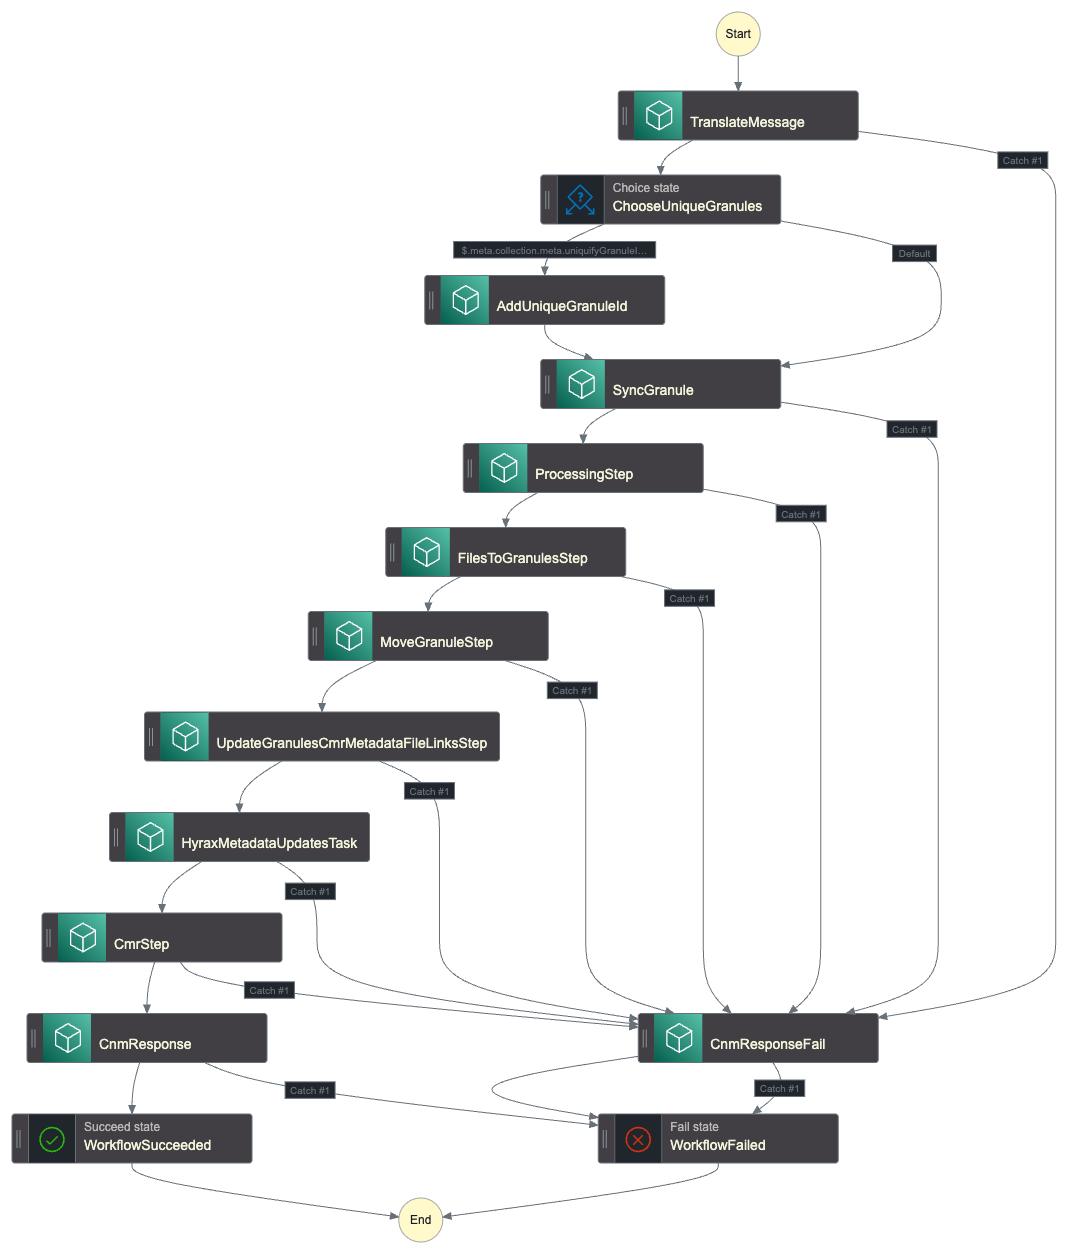 Start
TranslateMessage
Catch #1
Choice state
ChooseUniqueGranules
$.meta.collection.meta.uniquifyGranuleI...
Default
AddUniqueGranuleId
SyncGranule
Catch #1
ProcessingStep
Catch #1
FilesToGranulesStep
Catch #1
MoveGranuleStep
Catch #1
UpdateGranulesCmrMetadataFileLinksStep
Catch #1
HyraxMetadataUpdatesTask
Catch #1
CmrStep
Catch #1
CnmResponse
CnmResponseFail
Catch #1
Catch #1
Succeed state
WorkflowSucceeded
Fail state
WorkflowFailed
End